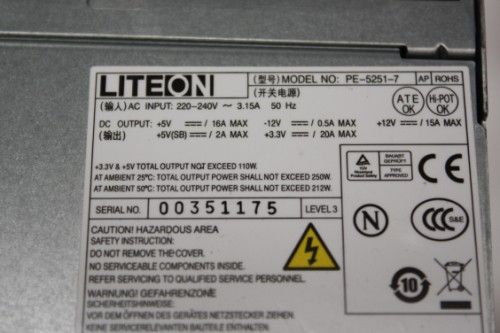 LITEON
(型号) MODEL NO: PE-5251-7 AP ROHS
(开关电源)
(输入) AC INPUT: 220-240V ~ 3.15A 50 Hz
ATE OK
Hi-POT OK
DC OUTPUT: +5V ⎓/ 16A MAX -12V ⎓/ 0.5A MAX +12V ⎓/ 15A MAX
(输出) +5V(SB) ⎓/ 2A MAX +3.3V ⎓/ 20A MAX
+3.3V & +5V TOTAL OUTPUT NOT EXCEED 110W.
AT AMBIENT 25°C: TOTAL OUTPUT POWER SHALL NOT EXCEED 250W.
AT AMBIENT 50°C: TOTAL OUTPUT POWER SHALL NOT EXCEED 212W.
BAUART GEPRÜFT
TYPE APPROVED
CE
SERIAL NO. 00351175 LEVEL 3
N
CCC S&E
CAUTION! HAZARDOUS AREA
SAFETY INSTRUCTION:
DO NOT REMOVE THE COVER.
NO SERVICEABLE COMPONENTS INSIDE.
REFER SERVICING TO QUALIFIED SERVICE PERSONNEL.
10
WARNUNG! GEFAHRENZONE
SICHERHEITSINSTRUKTION:
VOR ÖFFNEN DES GERÄTES NETZSTECKER ZIEHEN
KEINE SERVICERELEVANTEN BAUTEILE ENTHALTEN